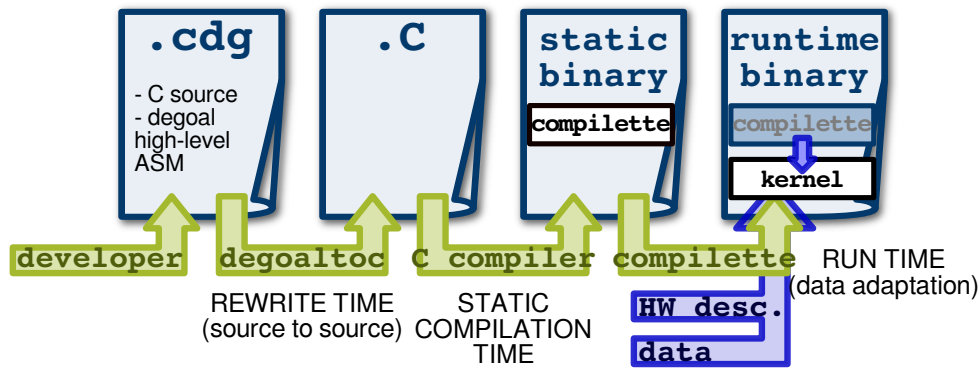 .cdg
- C source
- degoal
high-level
ASM
.C
static
binary
compilette
runtime
binary
compilette
kernel
developer
degoaltoc
C compiler
compilette
RUN TIME
(data adaptation)
REWRITE TIME
(source to source)
STATIC
COMPILATION
TIME
HW desc.
data